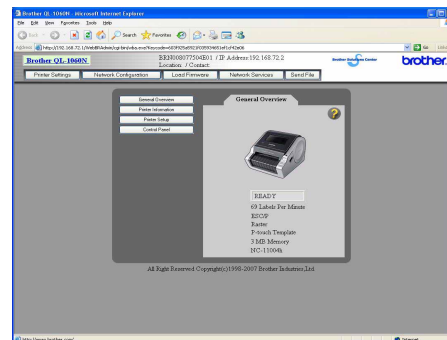 Brother QL-1060N - Microsoft Internet Explorer
File Edit View Favorites Tools Help
Back Search Favorites
Address Go Links
Brother QL-1060N
BRN008077504E01 / IP Address:192.168.72.2
Location: / Contact:
Brother Solutions Center
brother
Printer Settings Network Configuration Load Firmware Network Services Send File
General Overview
Printer Information
Printer Setup
Control Panel
General Overview
READY
69 Labels Per Minute
ESC/P
Raster
P-touch Template
3 MB Memory
NC-11004h
All Right Reserved Copyright(c)1998-2007 Brother Industries,Ltd.
http://www.brother.com/ Internet